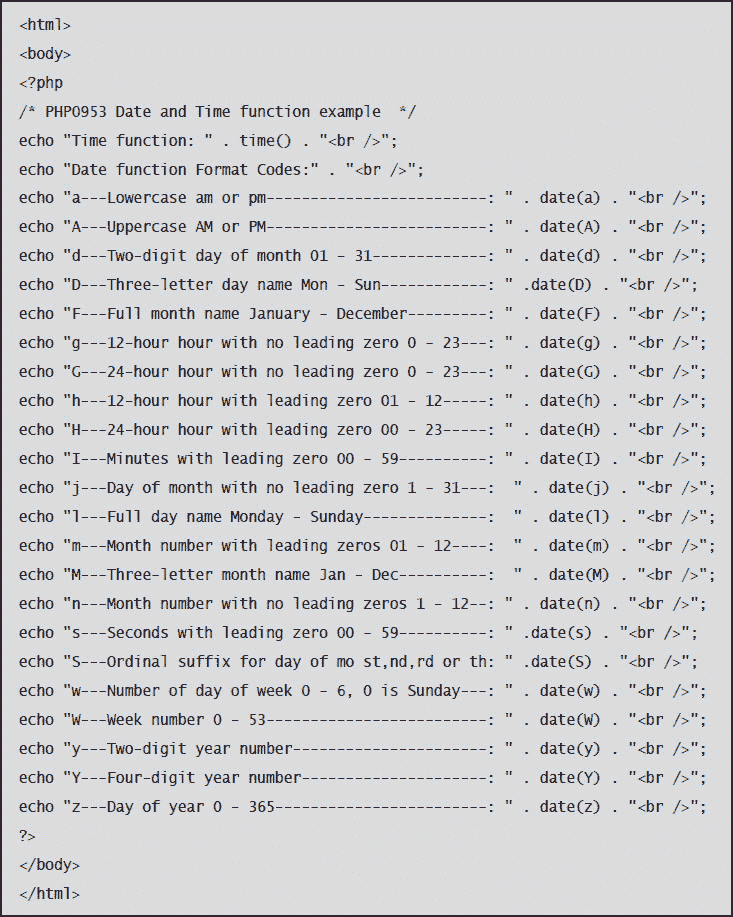 <html>
<body>
<?php
/* PHP0953 Date and Time function example  */
echo "Time function: " . time() . "<br />";
echo "Date function Format Codes:" . "<br />";
echo "a---Lowercase am or pm-------------------------: " . date(a) . "<br />";
echo "A---Uppercase AM or PM-------------------------: " . date(A) . "<br />";
echo "d---Two-digit day of month 01 - 31-------------: " . date(d) . "<br />";
echo "D---Three-letter day name Mon - Sun------------: " .date(D) . "<br />";
echo "F---Full month name January - December---------: " . date(F) . "<br />";
echo "g---12-hour hour with no leading zero 0 - 23---: " . date(g) . "<br />";
echo "G---24-hour hour with no leading zero 0 - 23---: " . date(G) . "<br />";
echo "h---12-hour hour with leading zero 01 - 12-----: " . date(h) . "<br />";
echo "H---24-hour hour with leading zero 00 - 23-----: " . date(H) . "<br />";
echo "I---Minutes with leading zero 00 - 59----------: " . date(I) . "<br />";
echo "j---Day of month with no leading zero 1 - 31---:  " . date(j) . "<br />";
echo "l---Full day name Monday - Sunday--------------:  " . date(l) . "<br />";
echo "m---Month number with leading zeros 01 - 12----:  " . date(m) . "<br />";
echo "M---Three-letter month name Jan - Dec----------:  " . date(M) . "<br />";
echo "n---Month number with no leading zeros 1 - 12--: " . date(n) . "<br />";
echo "s---Seconds with leading zero 00 - 59----------: " .date(s) . "<br />";
echo "S---Ordinal suffix for day of mo st,nd,rd or th: " .date(S) . "<br />";
echo "w---Number of day of week 0 - 6, 0 is Sunday---: " . date(w) . "<br />";
echo "W---Week number 0 - 53-------------------------: " . date(W) . "<br />";
echo "y---Two-digit year number----------------------: " . date(y) . "<br />";
echo "Y---Four-digit year number---------------------: " . date(Y) . "<br />";
echo "z---Day of year 0 - 365------------------------: " . date(z) . "<br />";
?>
</body>
</html>